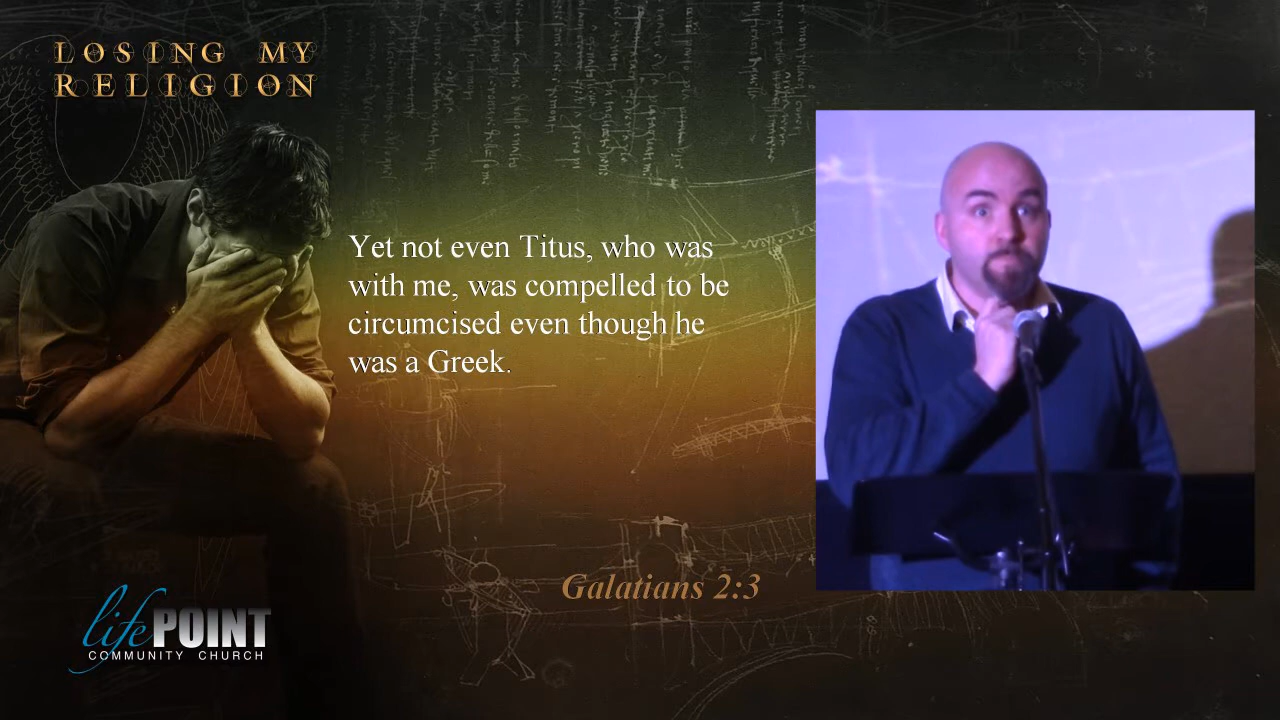 LOSING MY
RELIGION
Yet not even Titus, who was
with me, was compelled to be
circumcised even though he
was a Greek.
Galatians 2:3
lifePOINT
COMMUNITY CHURCH